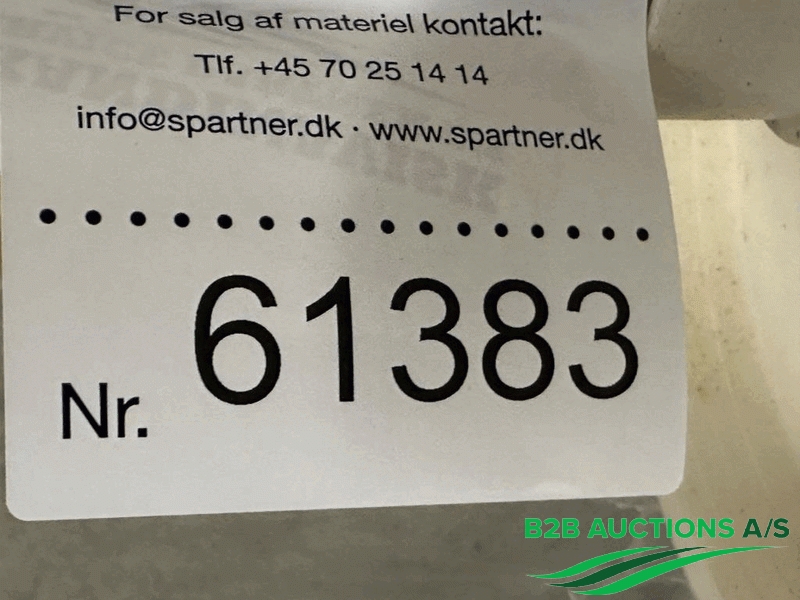 For salg af materiel kontakt:
Tlf. +45 70 25 14 14
info@spartner.dk · www.spartner.dk
Nr. 61383
B2B AUCTIONS A/S